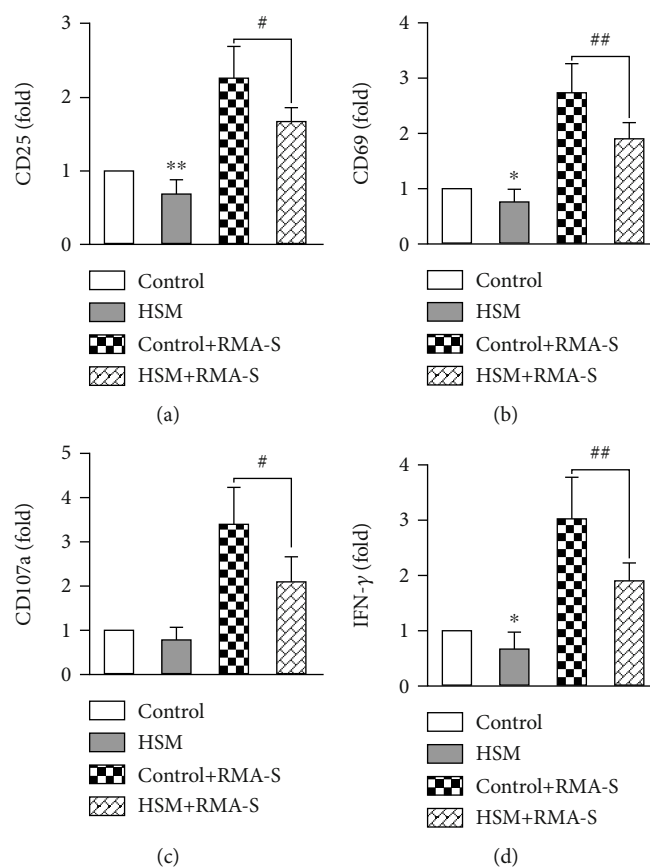 3
2
1
0
CD25 (fold)
**
#
Control
HSM
Control+RMA-S
HSM+RMA-S
(a)
4
3
2
1
0
CD69 (fold)
*
##
Control
HSM
Control+RMA-S
HSM+RMA-S
(b)
5
4
3
2
1
0
CD107a (fold)
#
Control
HSM
Control+RMA-S
HSM+RMA-S
(c)
4
3
2
1
0
IFN-γ (fold)
*
##
Control
HSM
Control+RMA-S
HSM+RMA-S
(d)